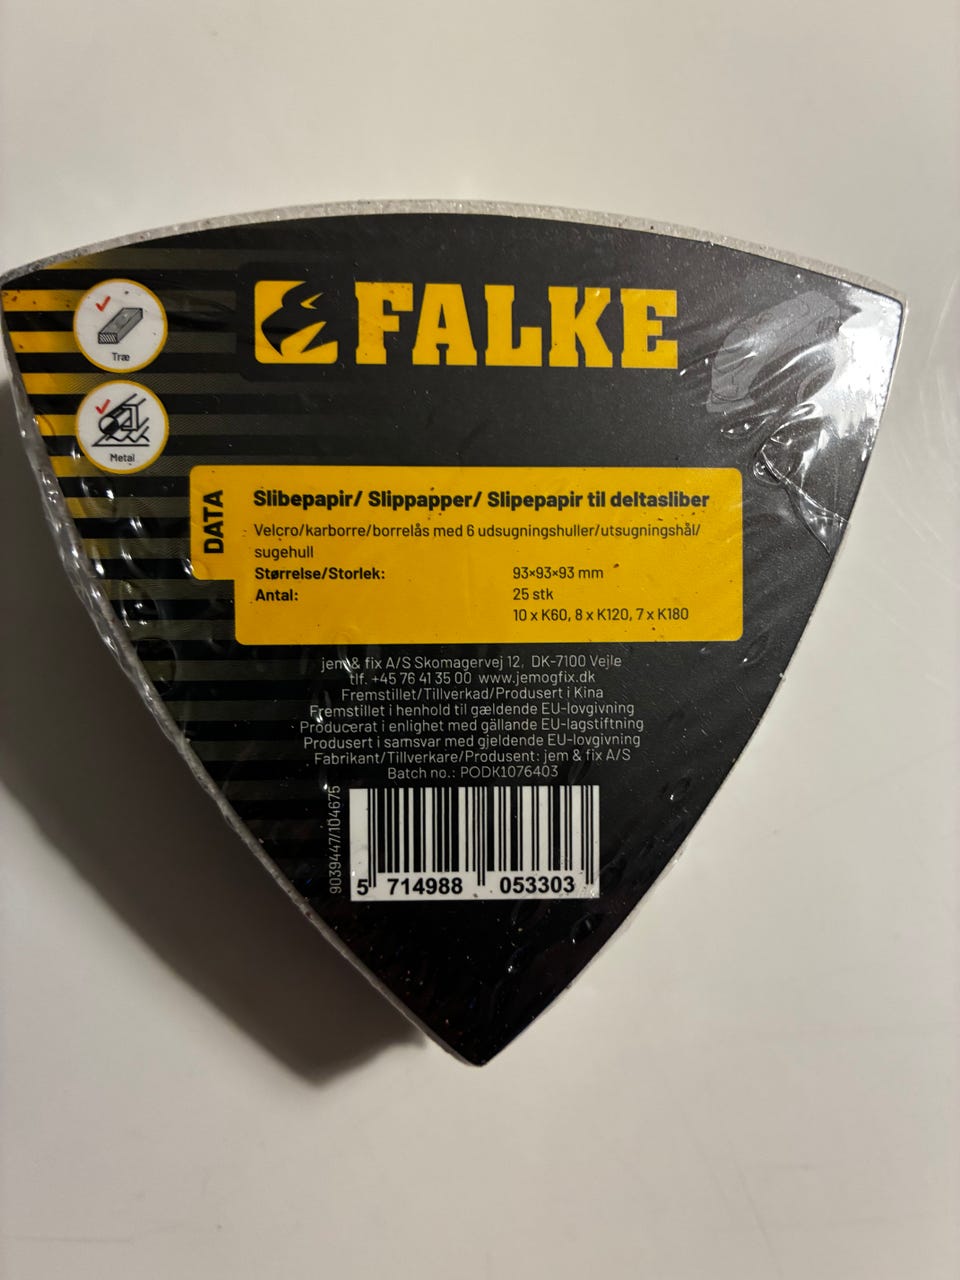 FALKE
Træ
Metal
DATA
Slibepapir/ Slippapper/ Slipepapir til deltasliber
Velcro/karborre/borrelås med 6 udsugningshuller/utsugningshål/
sugehull
Størrelse/Storlek: 93×93×93 mm
Antal: 25 stk
10 x K60, 8 x K120, 7 x K180
jem & fix A/S Skomagervej 12, DK-7100 Vejle
tlf. +45 76 41 35 00 www.jemogfix.dk
Fremstillet/Tillverkad/Produsert i Kina
Fremstillet i henhold til gældende EU-lovgivning
Producerat i enlighet med gällande EU-lagstiftning
Produsert i samsvar med gjeldende EU-lovgivning
Fabrikant/Tillverkare/Produsent: jem & fix A/S
Batch no.: PODK1076403
9039447/104675
5 714988 053303